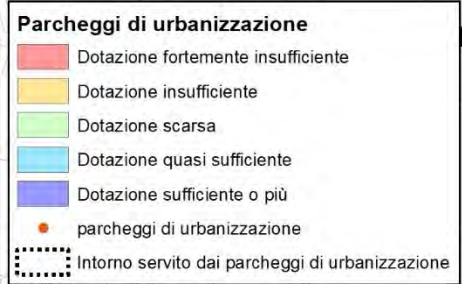 Parcheggi di urbanizzazione
Dotazione fortemente insufficiente
Dotazione insufficiente
Dotazione scarsa
Dotazione quasi sufficiente
Dotazione sufficiente o più
parcheggi di urbanizzazione
Intorno servito dai parcheggi di urbanizzazione